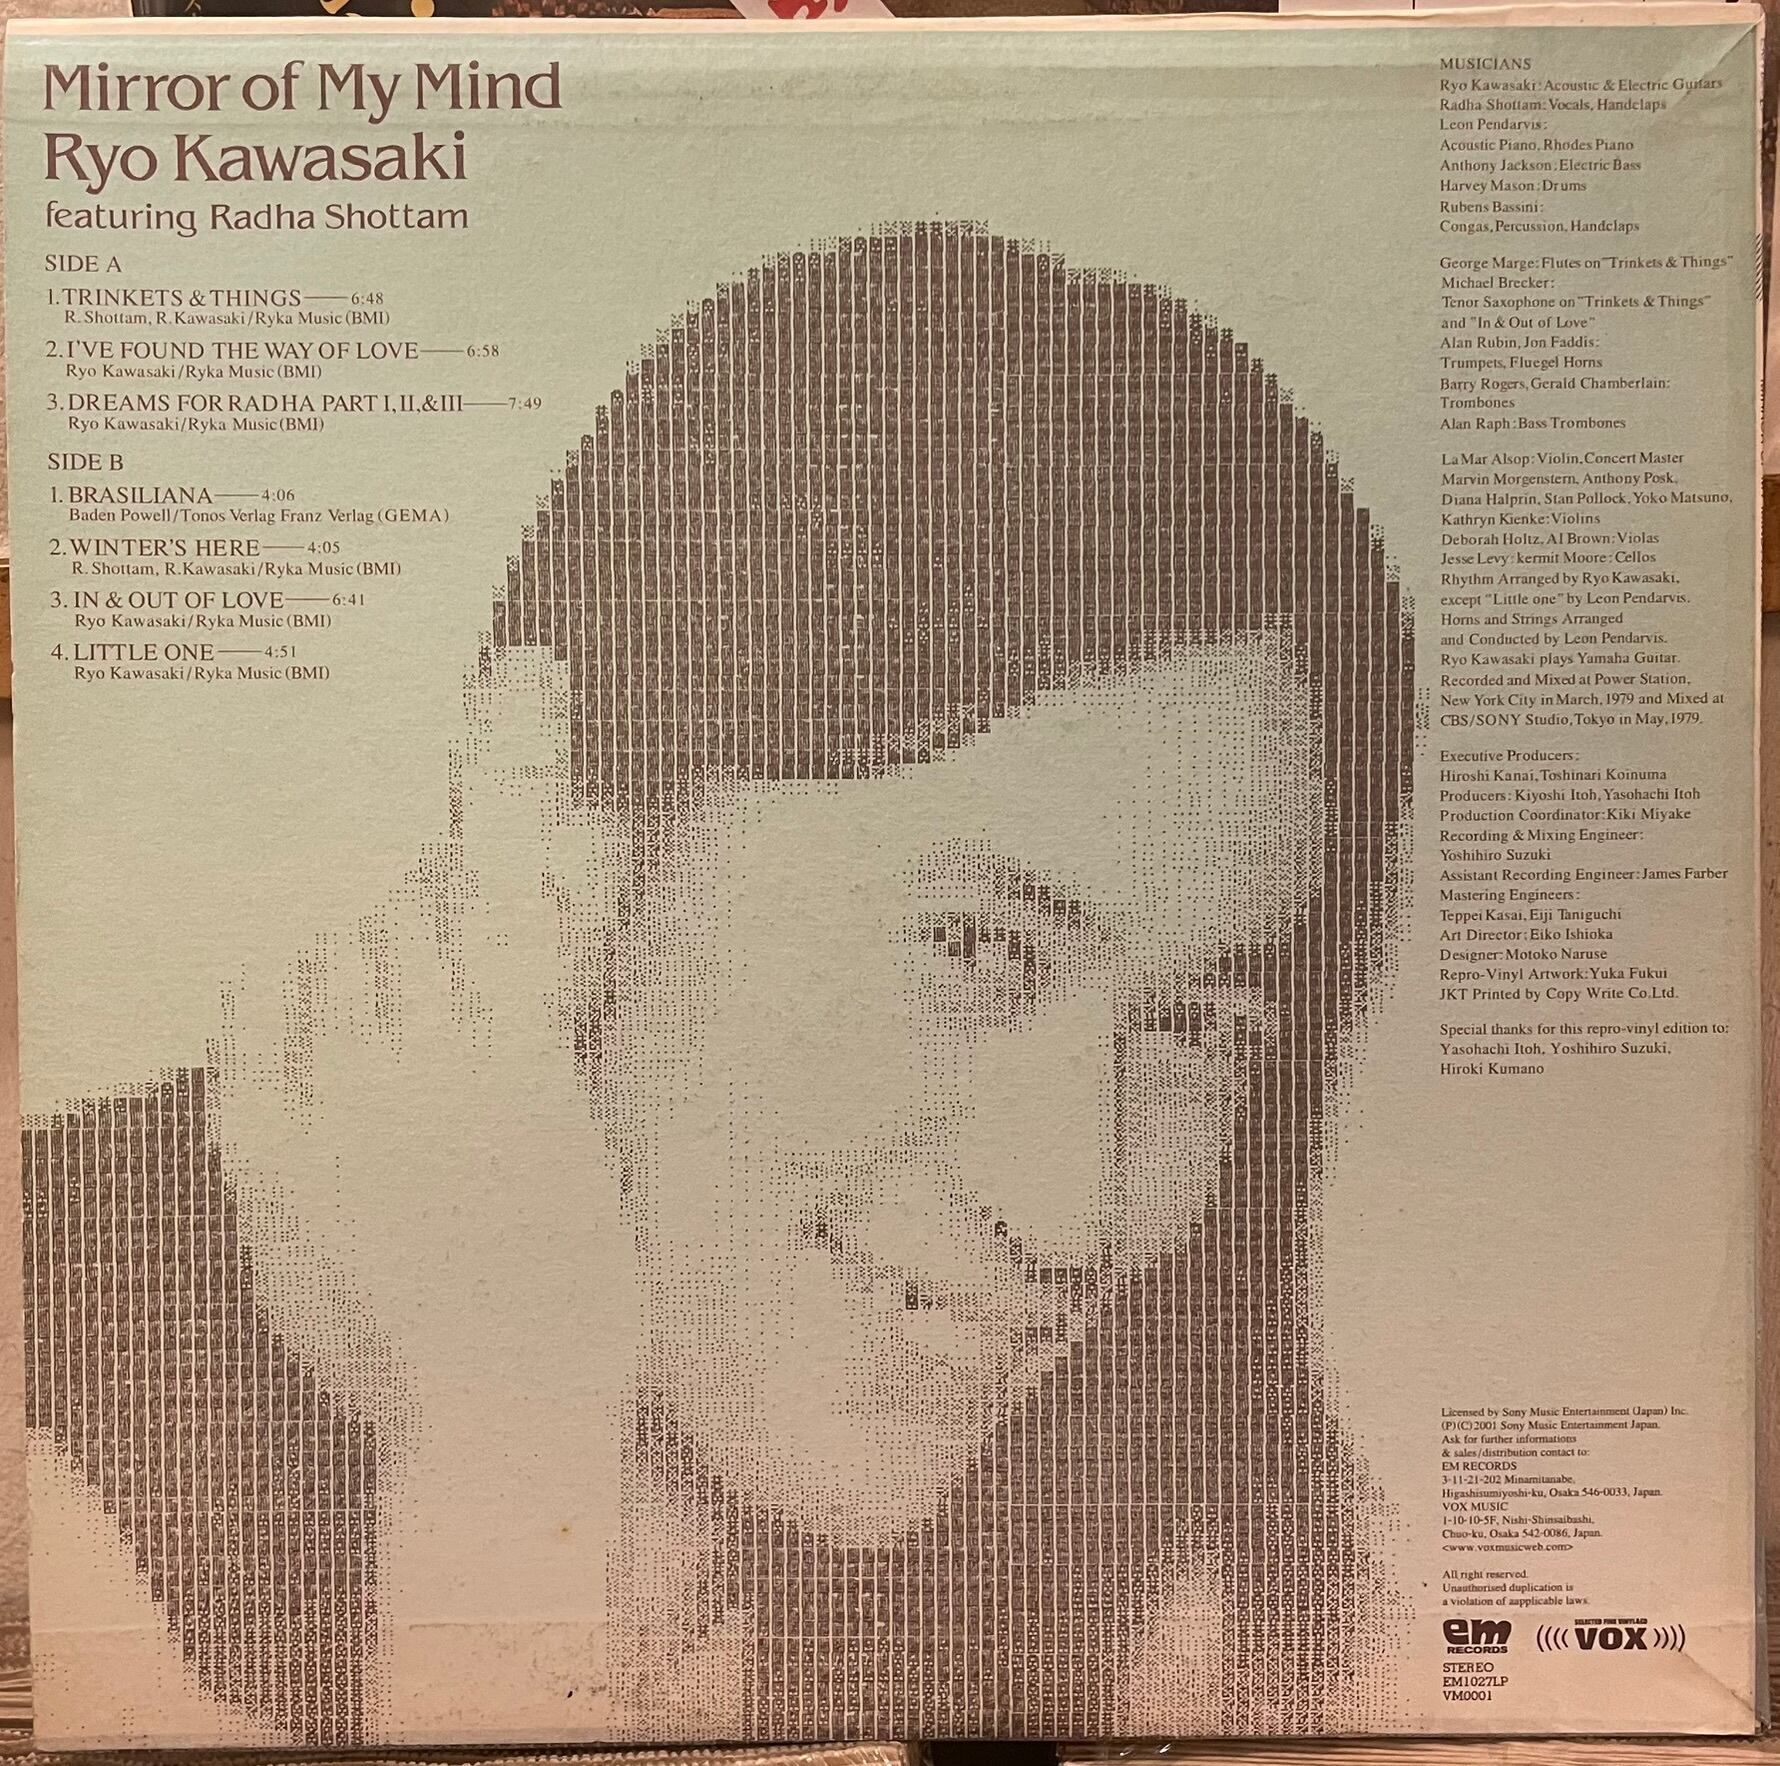 Mirror of My Mind
Ryo Kawasaki
featuring Radha Shottam
SIDE A
1. TRINKETS & THINGS——6:48
R. Shottam, R. Kawasaki/Ryka Music (BMI)
2. I'VE FOUND THE WAY OF LOVE——6:58
Ryo Kawasaki/Ryka Music (BMI)
3. DREAMS FOR RADHA PART I, II, & III——7:49
Ryo Kawasaki/Ryka Music (BMI)
SIDE B
1. BRASILIANA——4:06
Baden Powell/Tonos Verlag Franz Verlag (GEMA)
2. WINTER'S HERE——4:05
R. Shottam, R. Kawasaki/Ryka Music (BMI)
3. IN & OUT OF LOVE——6:41
Ryo Kawasaki/Ryka Music (BMI)
4. LITTLE ONE——4:51
Ryo Kawasaki/Ryka Music (BMI)
MUSICIANS
Ryo Kawasaki: Acoustic & Electric Guitars
Radha Shottam: Vocals, Handclaps
Leon Pendarvis:
Acoustic Piano, Rhodes Piano
Anthony Jackson: Electric Bass
Harvey Mason: Drums
Rubens Bassini:
Congas, Percussion, Handclaps
George Marge: Flutes on "Trinkets & Things"
Michael Brecker:
Tenor Saxophone on "Trinkets & Things"
and "In & Out of Love"
Alan Rubin, Jon Faddis:
Trumpets, Fluegel Horns
Barry Rogers, Gerald Chamberlain:
Trombones
Alan Raph: Bass Trombones
La Mar Alsop: Violin, Concert Master
Marvin Morgenstern, Anthony Posk,
Diana Halprin, Stan Pollock, Yoko Matsuno,
Kathryn Kienke: Violins
Deborah Holtz, Al Brown: Violas
Jesse Levy: kermit Moore: Cellos
Rhythm Arranged by Ryo Kawasaki,
except "Little one" by Leon Pendarvis.
Horns and Strings Arranged
and Conducted by Leon Pendarvis.
Ryo Kawasaki plays Yamaha Guitar.
Recorded and Mixed at Power Station,
New York City in March, 1979 and Mixed at
CBS/SONY Studio, Tokyo in May, 1979.
Executive Producers:
Hiroshi Kanai, Toshinari Koinuma
Producers: Kiyoshi Itoh, Yasohachi Itoh
Production Coordinator: Kiki Miyake
Recording & Mixing Engineer:
Yoshihiro Suzuki
Assistant Recording Engineer: James Farber
Mastering Engineers:
Teppei Kasai, Eiji Taniguchi
Art Director: Eiko Ishioka
Designer: Motoko Naruse
Repro-Vinyl Artwork: Yuka Fukui
JKT Printed by Copy Write Co.Ltd.
Special thanks for this repro-vinyl edition to:
Yasohachi Itoh, Yoshihiro Suzuki,
Hiroki Kumano
Licensed by Sony Music Entertainment (Japan) Inc.
(P)(C) 2001 Sony Music Entertainment Japan.
Ask for further informations
& sales/distribution contact to:
EM RECORDS
3-11-21-202 Minamitanabe,
Higashisumiyoshi-ku, Osaka 546-0033, Japan.
VOX MUSIC
1-10-10-5F, Nishi-Shinsaibashi,
Chuo-ku, Osaka 542-0086, Japan.
<www.voxmusicweb.com>
All right reserved.
Unauthorised duplication is
a violation of aapplicable laws.
em RECORDS
SELECTED FINE VINYL&CD
((((VOX))))
STEREO
EM1027LP
VM0001